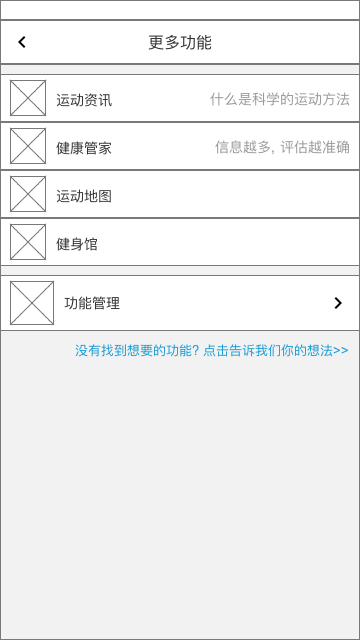 更多功能
运动资讯 什么是科学的运动方法
健康管家 信息越多, 评估越准确
运动地图
健身馆
功能管理
没有找到想要的功能? 点击告诉我们你的想法>>